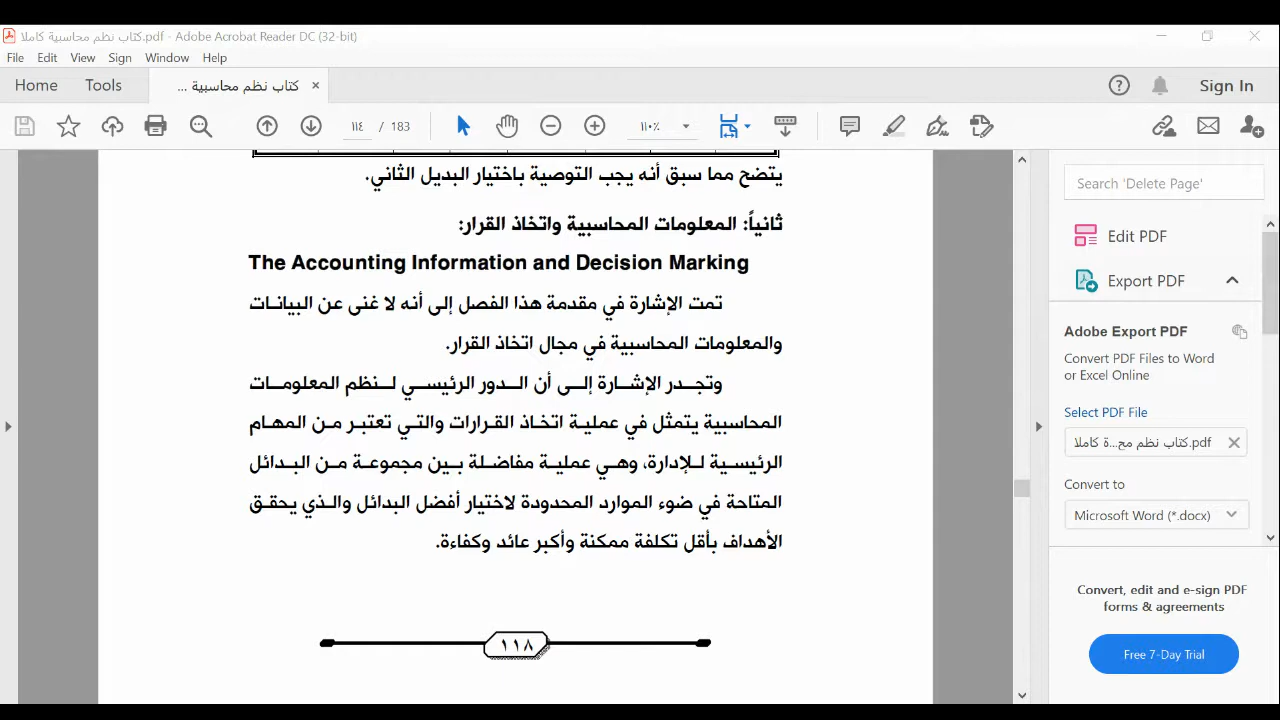 كتاب نظم محاسبية كاملا.pdf - Adobe Acrobat Reader DC (32-bit)
File Edit View Sign Window Help
Home Tools كتاب نظم محاسبية ... × Sign In
١١٤ / 183 ١١٠٪
يتضح مما سبق أنه يجب التوصية باختيار البديل الثاني.
ثانياً: المعلومات المحاسبية واتخاذ القرار:
The Accounting Information and Decision Marking
تمت الإشارة في مقدمة هذا الفصل إلى أنه لا غنى عن البيانات
والمعلومات المحاسبية في مجال اتخاذ القرار.
وتجدر الإشارة إلى أن الدور الرئيسي لنظم المعلومات
المحاسبية يتمثل في عملية اتخاذ القرارات والتي تعتبر من المهام
الرئيسية للإدارة، وهي عملية مفاضلة بين مجموعة من البدائل
المتاحة في ضوء الموارد المحدودة لاختيار أفضل البدائل والذي يحقق
الأهداف بأقل تكلفة ممكنة وأكبر عائد وكفاءة.
١١٨
Search 'Delete Page'
Edit PDF
Export PDF
Adobe Export PDF
Convert PDF Files to Word
or Excel Online
Select PDF File
كتاب نظم مح...ة كاملا.pdf
Convert to
Microsoft Word (*.docx)
Convert, edit and e-sign PDF
forms & agreements
Free 7-Day Trial